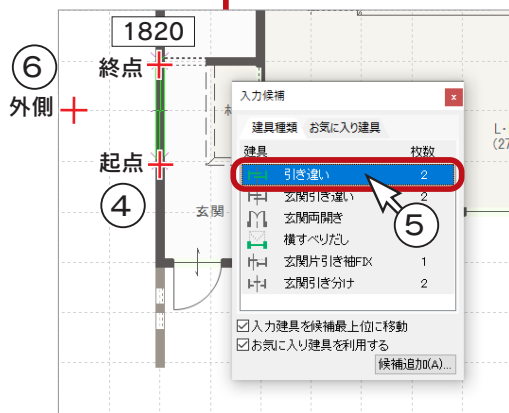 1820
⑥
終点
外側
起点
④
玄関
L・
(27
入力候補
x
建具種類 お気に入り建具
建具 枚数
引き違い 2
玄関引き違い 2
玄関両開き
横すべりだし
玄関片引き袖FIX 1
玄関引き分け 2
⑤
入力建具を候補最上位に移動
お気に入り建具を利用する
候補追加(A)...